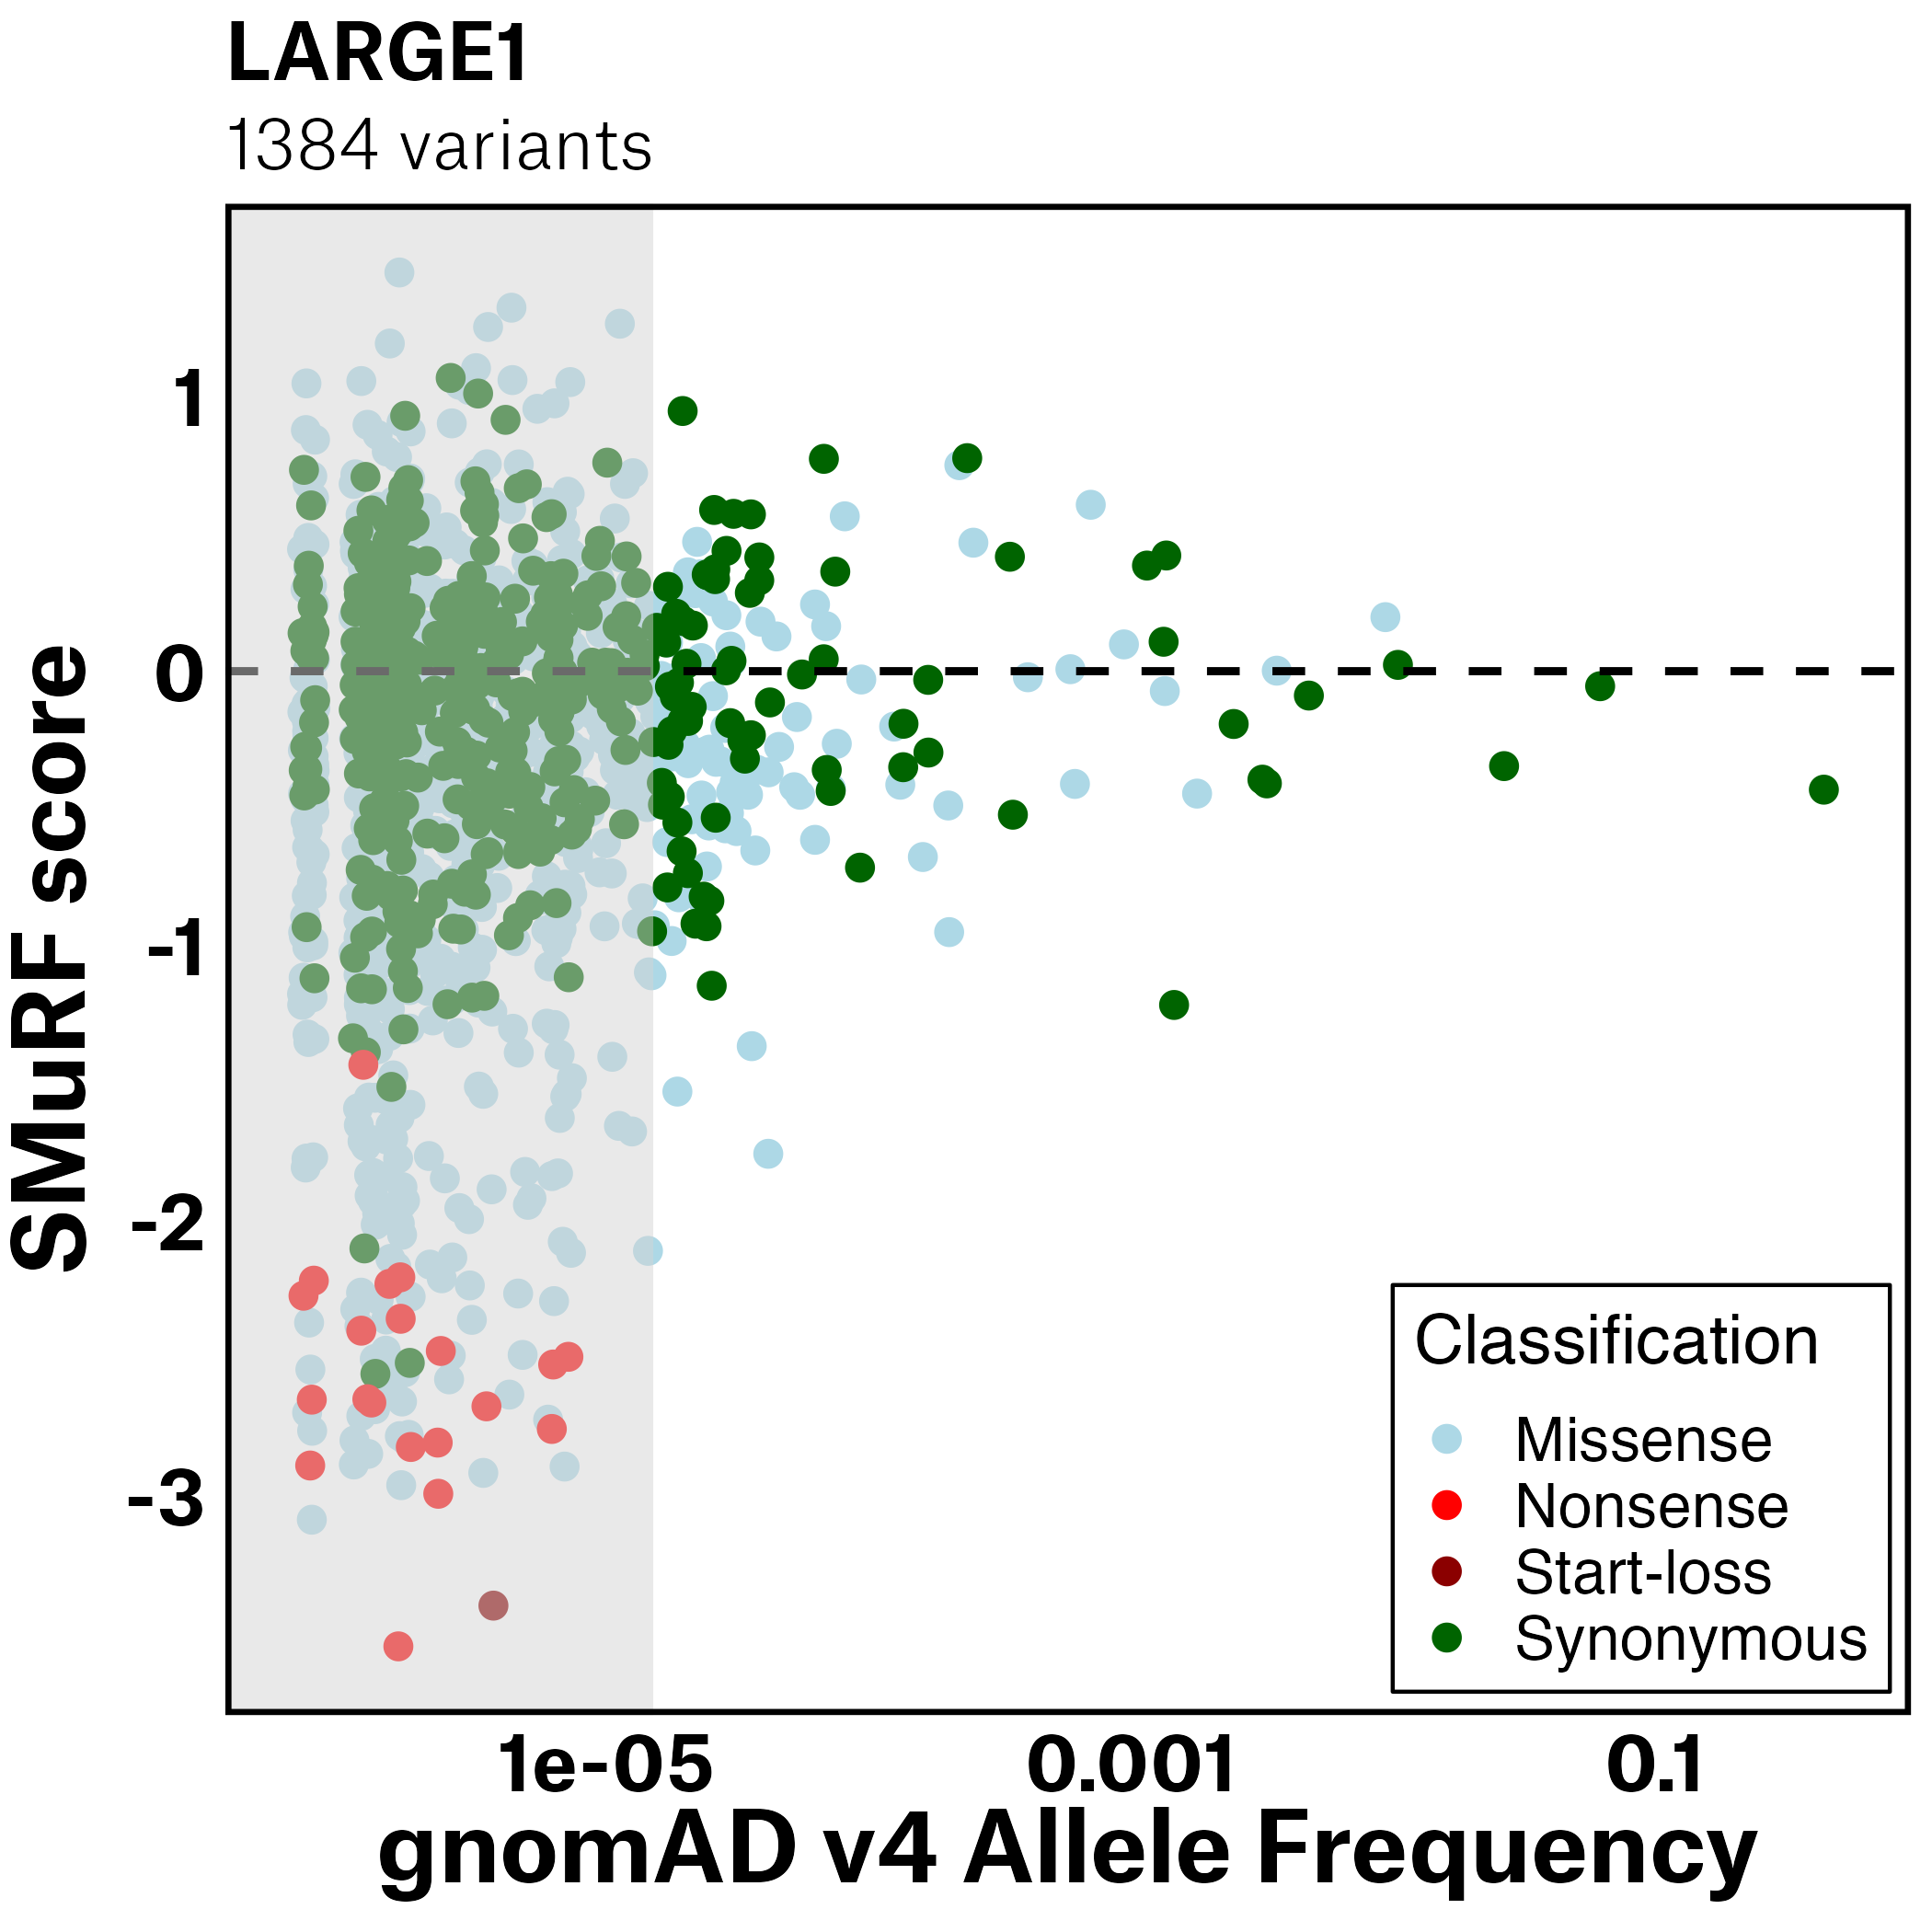 LARGE1
1384 variants
SMuRF score
1
0
-1
-2
-3
Classification
Missense
Nonsense
Start-loss
Synonymous
1e-05
0.001
0.1
gnomAD v4 Allele Frequency